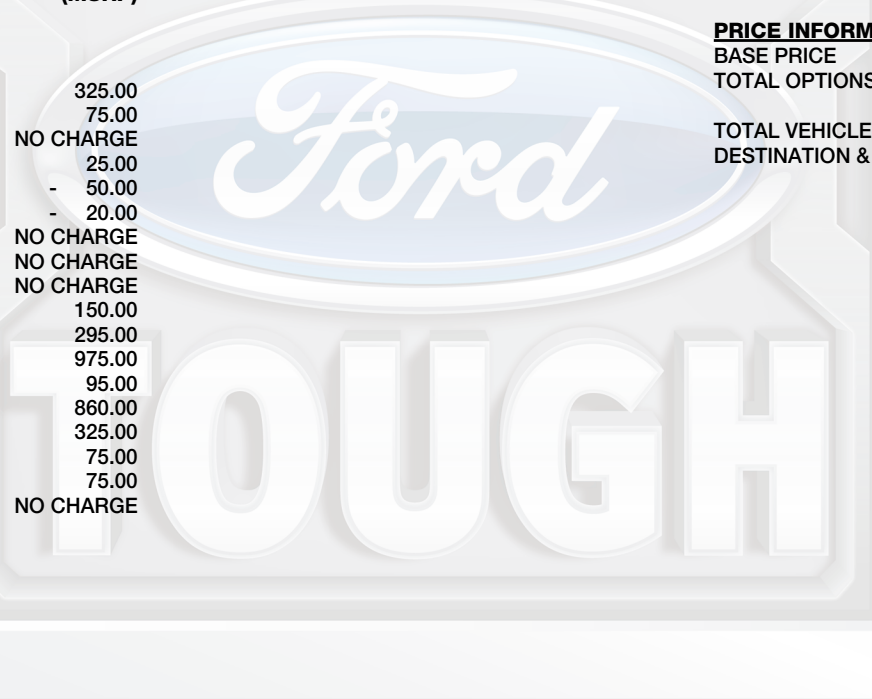 325.00
75.00
NO CHARGE
25.00
- 50.00
- 20.00
NO CHARGE
NO CHARGE
NO CHARGE
150.00
295.00
975.00
95.00
860.00
325.00
75.00
75.00
NO CHARGE
PRICE INFORM
BASE PRICE
TOTAL OPTIONS
TOTAL VEHICLE
DESTINATION &
Ford
TOUGH